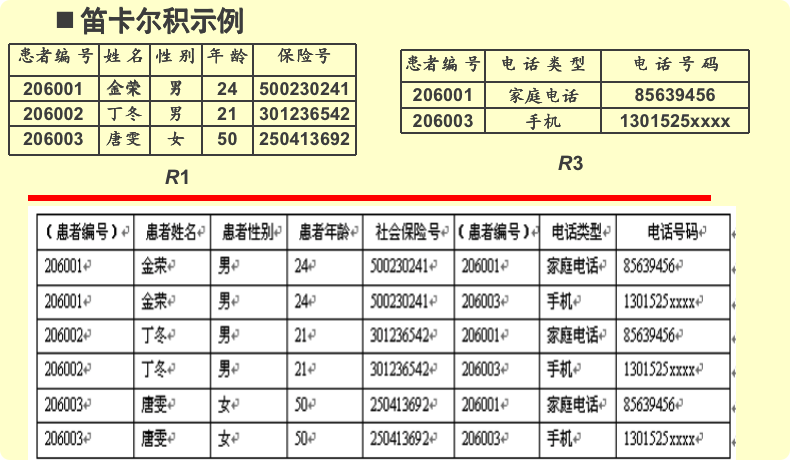 ■ 笛卡尔积示例
患者编号 姓名 性别 年龄 保险号
206001 金荣 男 24 500230241
206002 丁冬 男 21 301236542
206003 唐雯 女 50 250413692
R1
患者编号 电话类型 电话号码
206001 家庭电话 85639456
206003 手机 1301525xxxx
R3
(患者编号) 患者姓名 患者性别 患者年龄 社会保险号 (患者编号) 电话类型 电话号码
206001 金荣 男 24 500230241 206001 家庭电话 85639456
206001 金荣 男 24 500230241 206003 手机 1301525xxxx
206002 丁冬 男 21 301236542 206001 家庭电话 85639456
206002 丁冬 男 21 301236542 206003 手机 1301525xxxx
206003 唐雯 女 50 250413692 206001 家庭电话 85639456
206003 唐雯 女 50 250413692 206003 手机 1301525xxxx